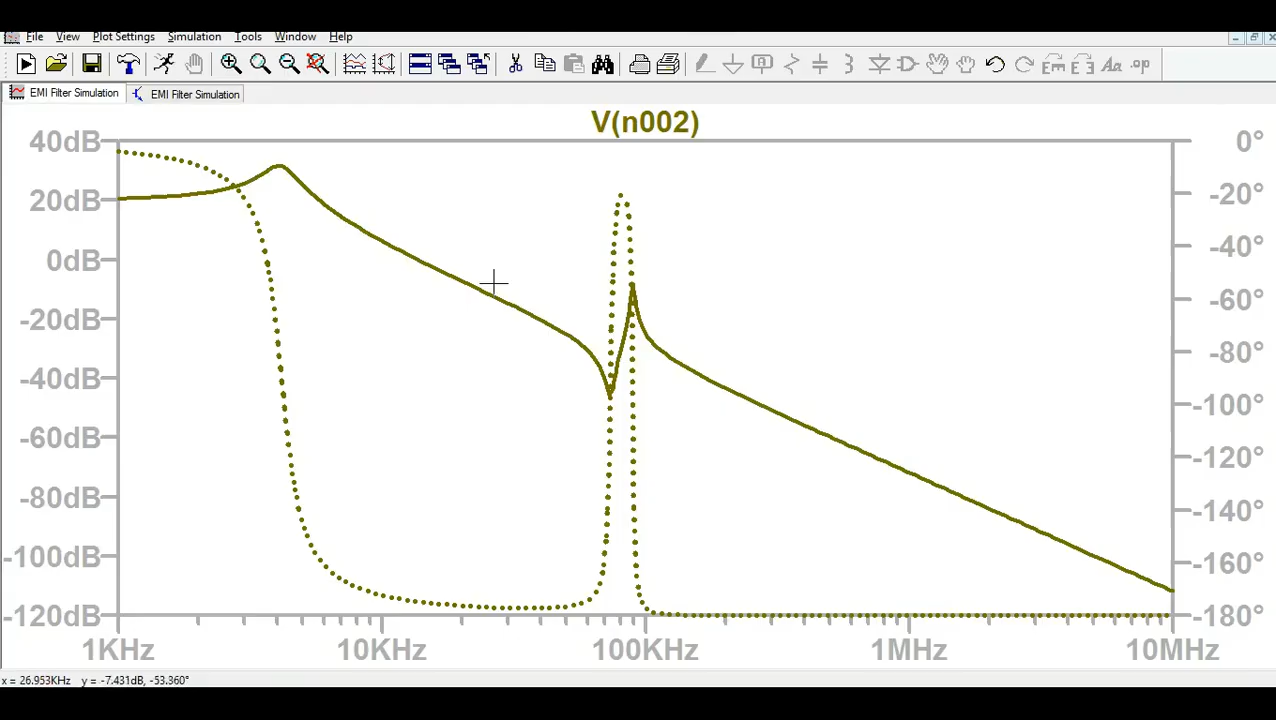 File View Plot Settings Simulation Tools Window Help
.op
EMI Filter Simulation EMI Filter Simulation
V(n002)
40dB 0°
20dB -20°
0dB -40°
-20dB -60°
-40dB -80°
-60dB -100°
-80dB -120°
-100dB -140°
-120dB -160°
-180°
1KHz 10KHz 100KHz 1MHz 10MHz
x = 26.953KHz y = -7.431dB, -53.360°